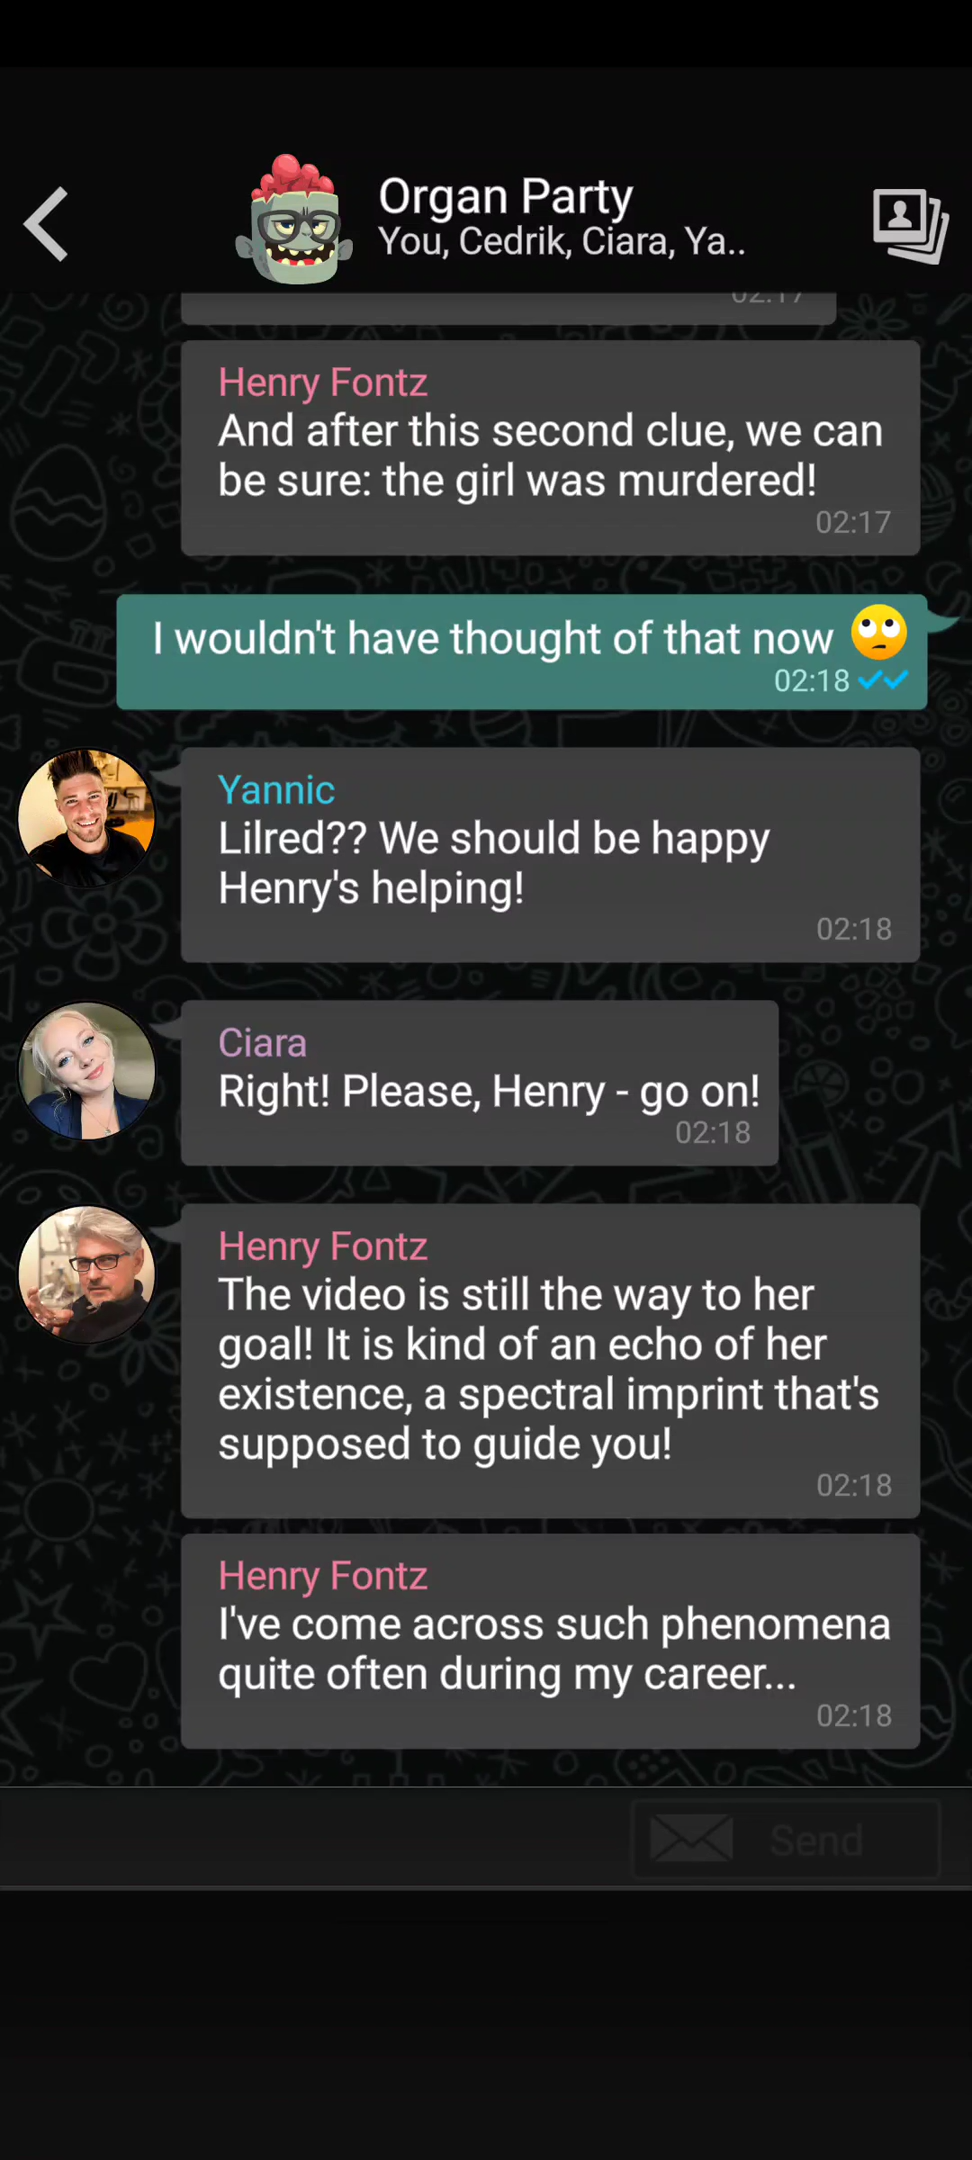 Organ Party
You, Cedrik, Ciara, Ya..
02:17
Henry Fontz
And after this second clue, we can
be sure: the girl was murdered!
02:17
I wouldn't have thought of that now 🙄
02:18
Yannic
Lilred?? We should be happy
Henry's helping!
02:18
Ciara
Right! Please, Henry - go on!
02:18
Henry Fontz
The video is still the way to her
goal! It is kind of an echo of her
existence, a spectral imprint that's
supposed to guide you!
02:18
Henry Fontz
I've come across such phenomena
quite often during my career...
02:18
Send